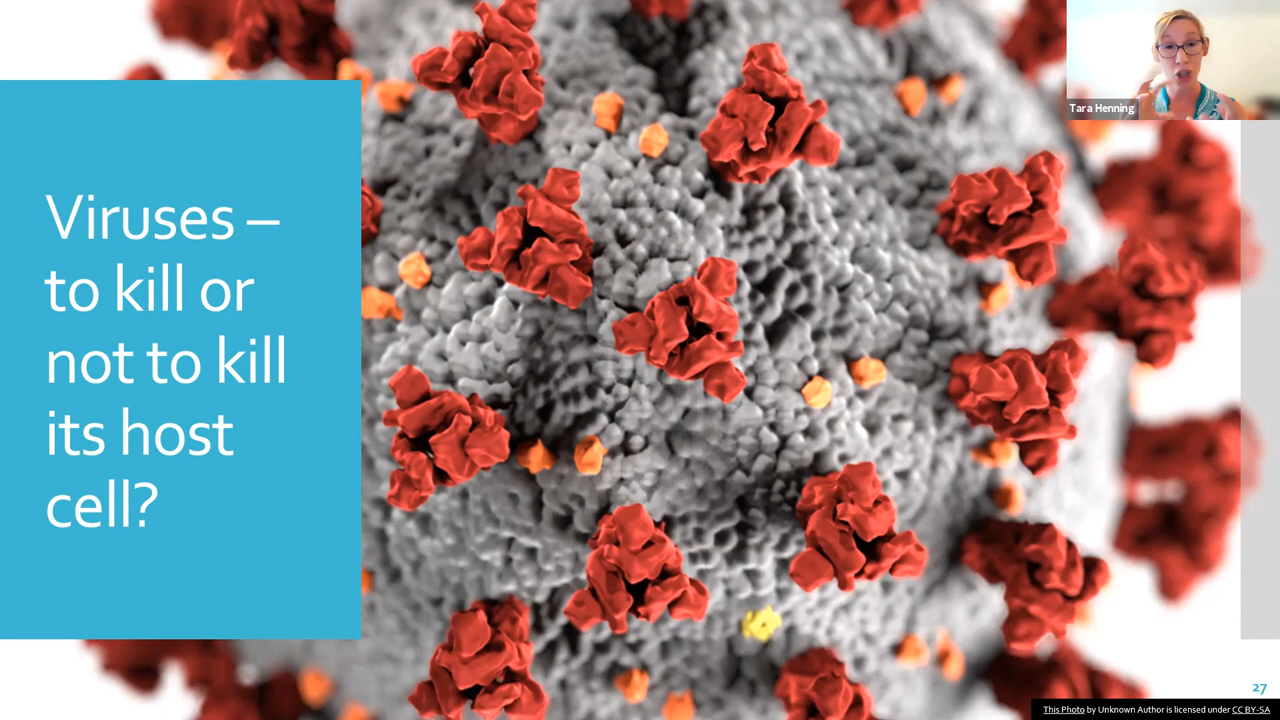 Viruses –
to kill or
not to kill
its host
cell?
Tara Henning
27
This Photo by Unknown Author is licensed under CC BY-SA